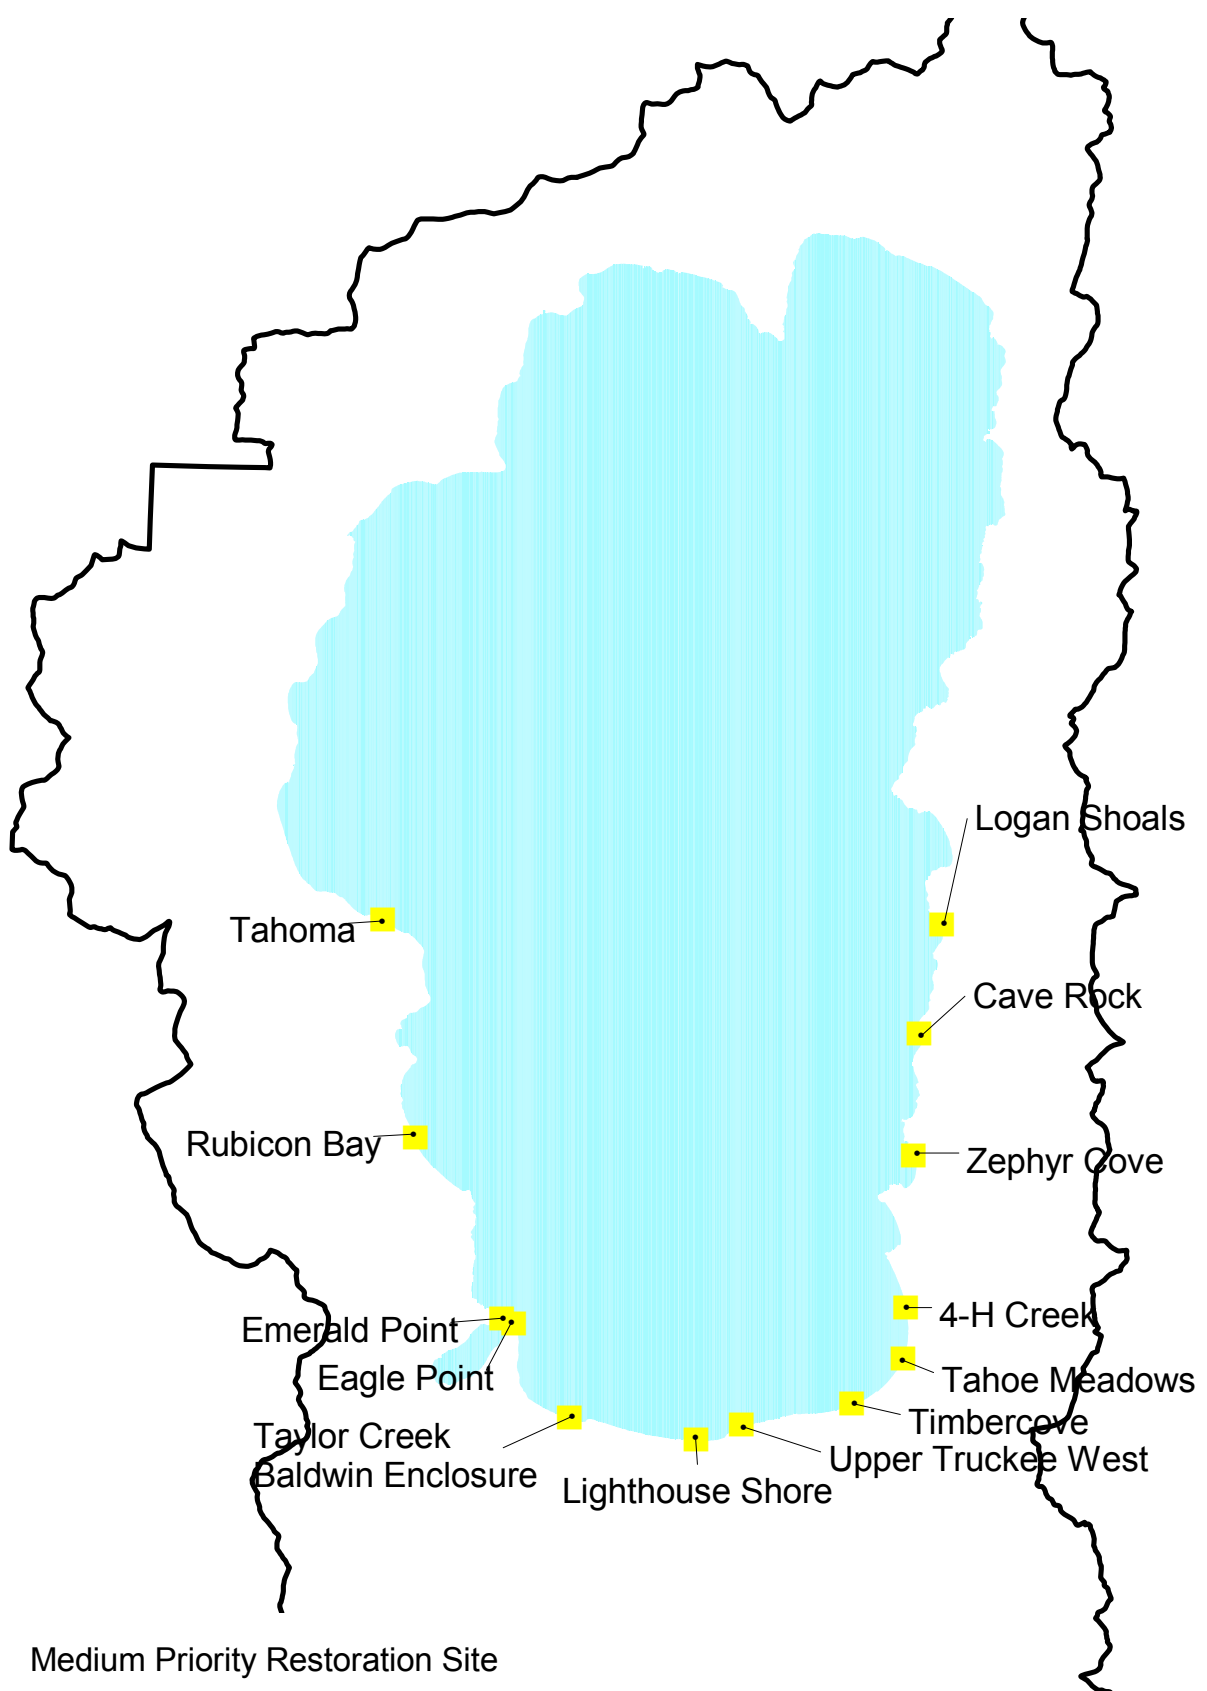 Logan Shoals
Tahoma
Cave Rock
Rubicon Bay
Zephyr Cove
4-H Creek
Emerald Point
Eagle Point
Tahoe Meadows
Timbercove
Taylor Creek
Baldwin Enclosure
Upper Truckee West
Lighthouse Shore
Medium Priority Restoration Site